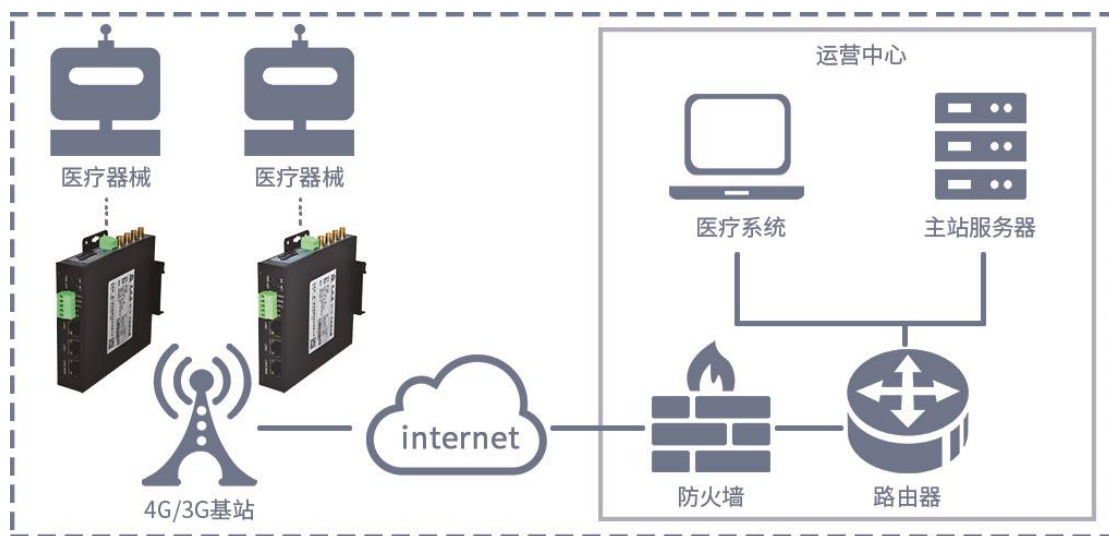 运营中心
医疗器械
医疗器械
医疗系统
主站服务器
internet
4G/3G基站
防火墙
路由器